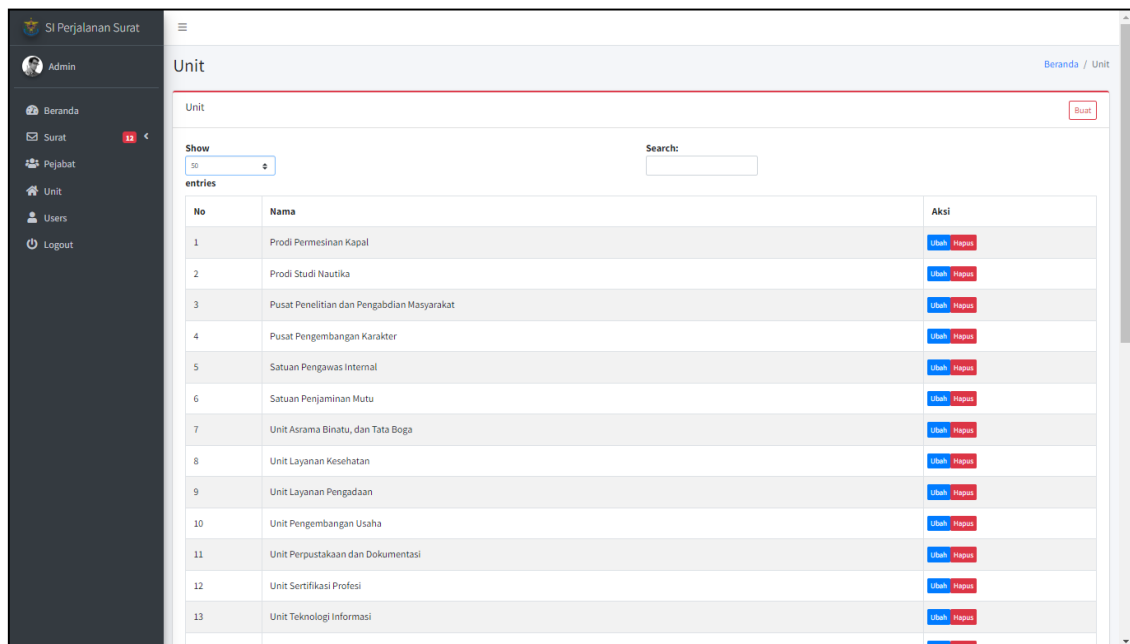 SI Perjalanan Surat
Admin
Beranda
Surat 12
Pejabat
Unit
Users
Logout
Unit
Beranda / Unit
Unit
Buat
Show
50
entries
Search:
No Nama Aksi
1 Prodi Permesinan Kapal Ubah Hapus
2 Prodi Studi Nautika Ubah Hapus
3 Pusat Penelitian dan Pengabdian Masyarakat Ubah Hapus
4 Pusat Pengembangan Karakter Ubah Hapus
5 Satuan Pengawas Internal Ubah Hapus
6 Satuan Penjaminan Mutu Ubah Hapus
7 Unit Asrama Binatu, dan Tata Boga Ubah Hapus
8 Unit Layanan Kesehatan Ubah Hapus
9 Unit Layanan Pengadaan Ubah Hapus
10 Unit Pengembangan Usaha Ubah Hapus
11 Unit Perpustakaan dan Dokumentasi Ubah Hapus
12 Unit Sertifikasi Profesi Ubah Hapus
13 Unit Teknologi Informasi Ubah Hapus